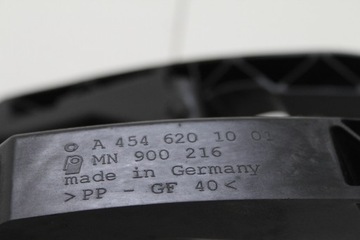 A 454 620 10 01
MN 900 216
made in Germany
>PP - GF 40<